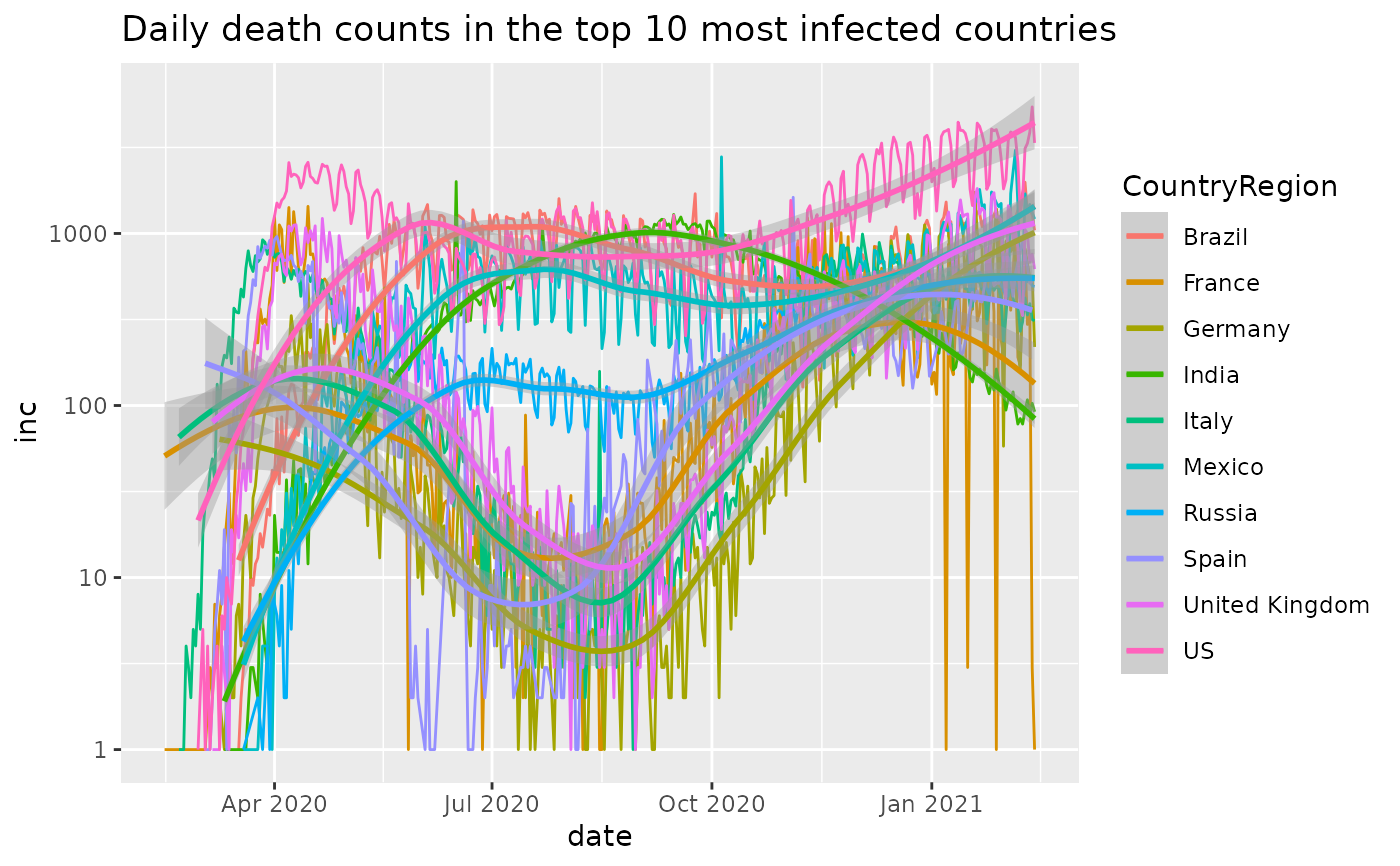 Daily death counts in the top 10 most infected countries
inc
1000
100
10
1
Apr 2020
Jul 2020
Oct 2020
Jan 2021
date
CountryRegion
Brazil
France
Germany
India
Italy
Mexico
Russia
Spain
United Kingdom
US